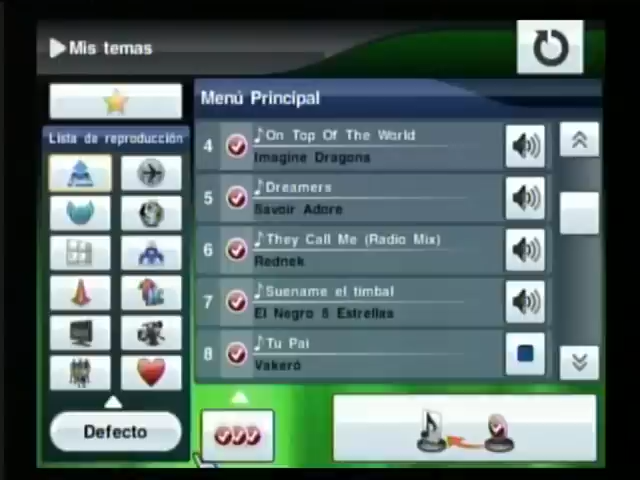 Mis temas
Menú Principal
Lista de reproducción
4
On Top Of The World
Imagine Dragons
5
Dreamers
Savoir Adore
6
They Call Me (Radio Mix)
Rednek
7
Suename el timbal
El Negro 5 Estrellas
8
Tu Pai
Vakeró
Defecto